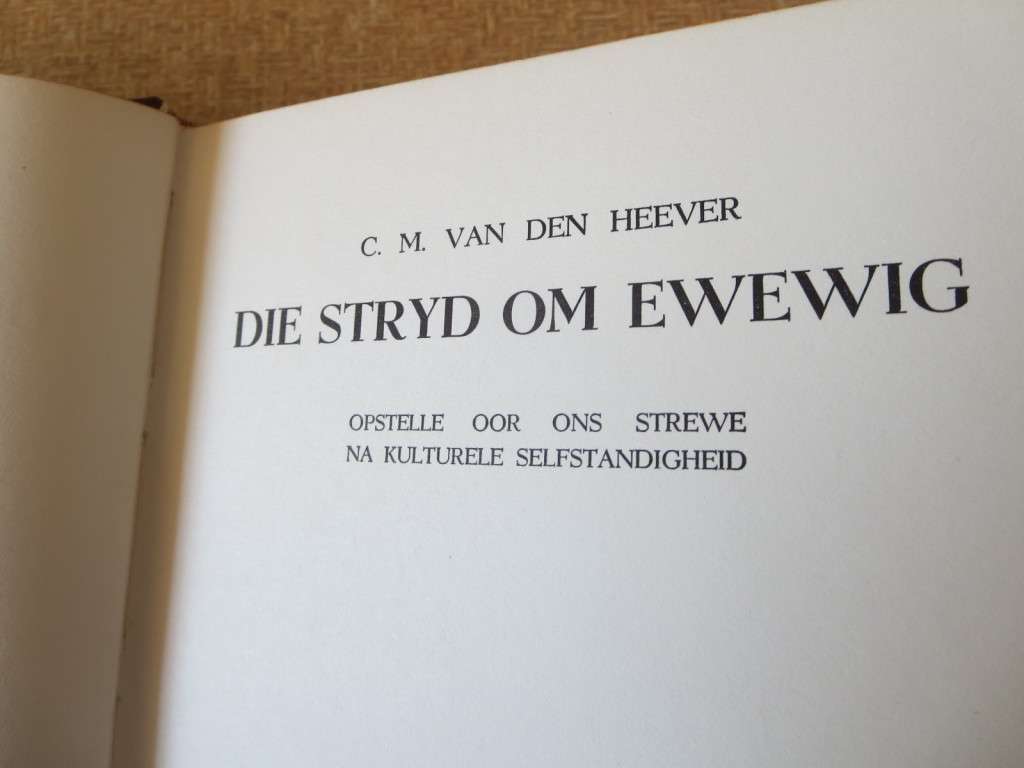 C. M. VAN DEN HEEVER
DIE STRYD OM EWEWIG
OPSTELLE OOR ONS STREWE
NA KULTURELE SELFSTANDIGHEID